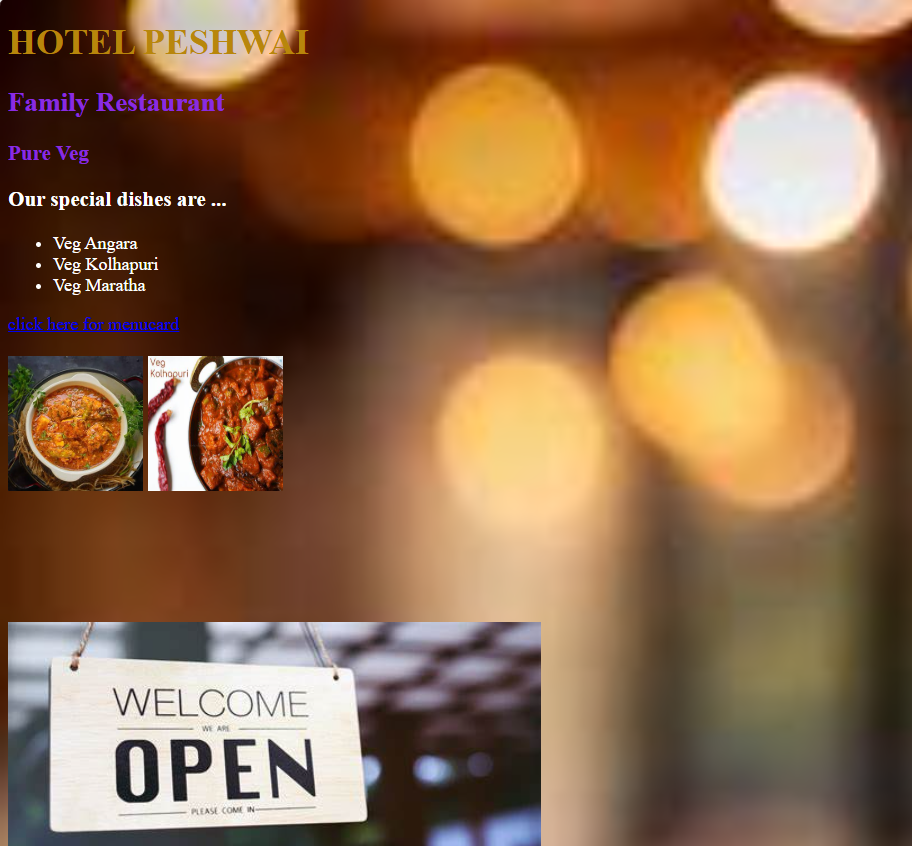 HOTEL PESHWAI
Family Restaurant
Pure Veg
Our special dishes are ...
Veg Angara
Veg Kolhapuri
Veg Maratha
click here for menucard
Veg
Kolhapuri
WELCOME
WE ARE
OPEN
PLEASE COME IN